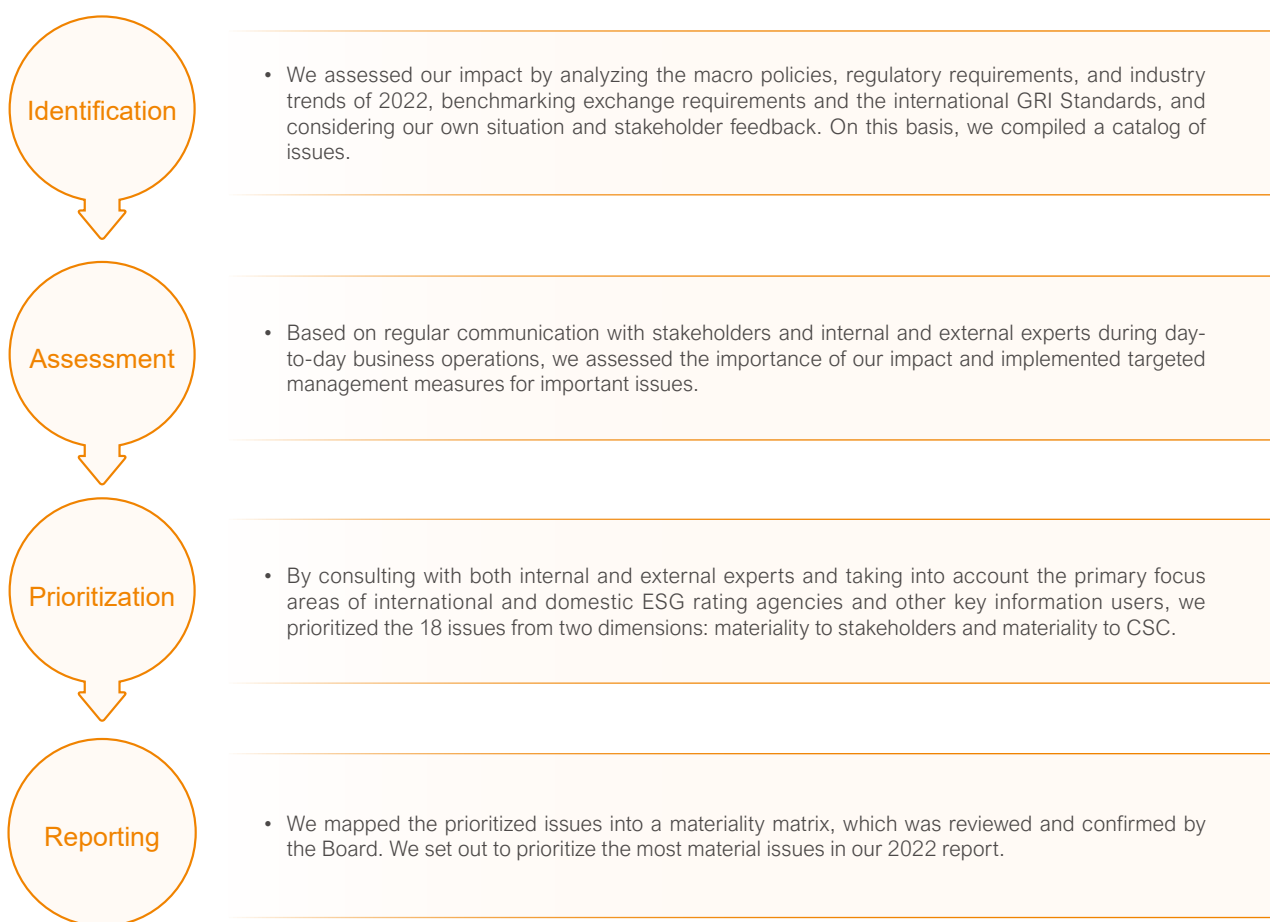 Identification
• We assessed our impact by analyzing the macro policies, regulatory requirements, and industry
trends of 2022, benchmarking exchange requirements and the international GRI Standards, and
considering our own situation and stakeholder feedback. On this basis, we compiled a catalog of
issues.
Assessment
• Based on regular communication with stakeholders and internal and external experts during day-
to-day business operations, we assessed the importance of our impact and implemented targeted
management measures for important issues.
Prioritization
• By consulting with both internal and external experts and taking into account the primary focus
areas of international and domestic ESG rating agencies and other key information users, we
prioritized the 18 issues from two dimensions: materiality to stakeholders and materiality to CSC.
Reporting
• We mapped the prioritized issues into a materiality matrix, which was reviewed and confirmed by
the Board. We set out to prioritize the most material issues in our 2022 report.